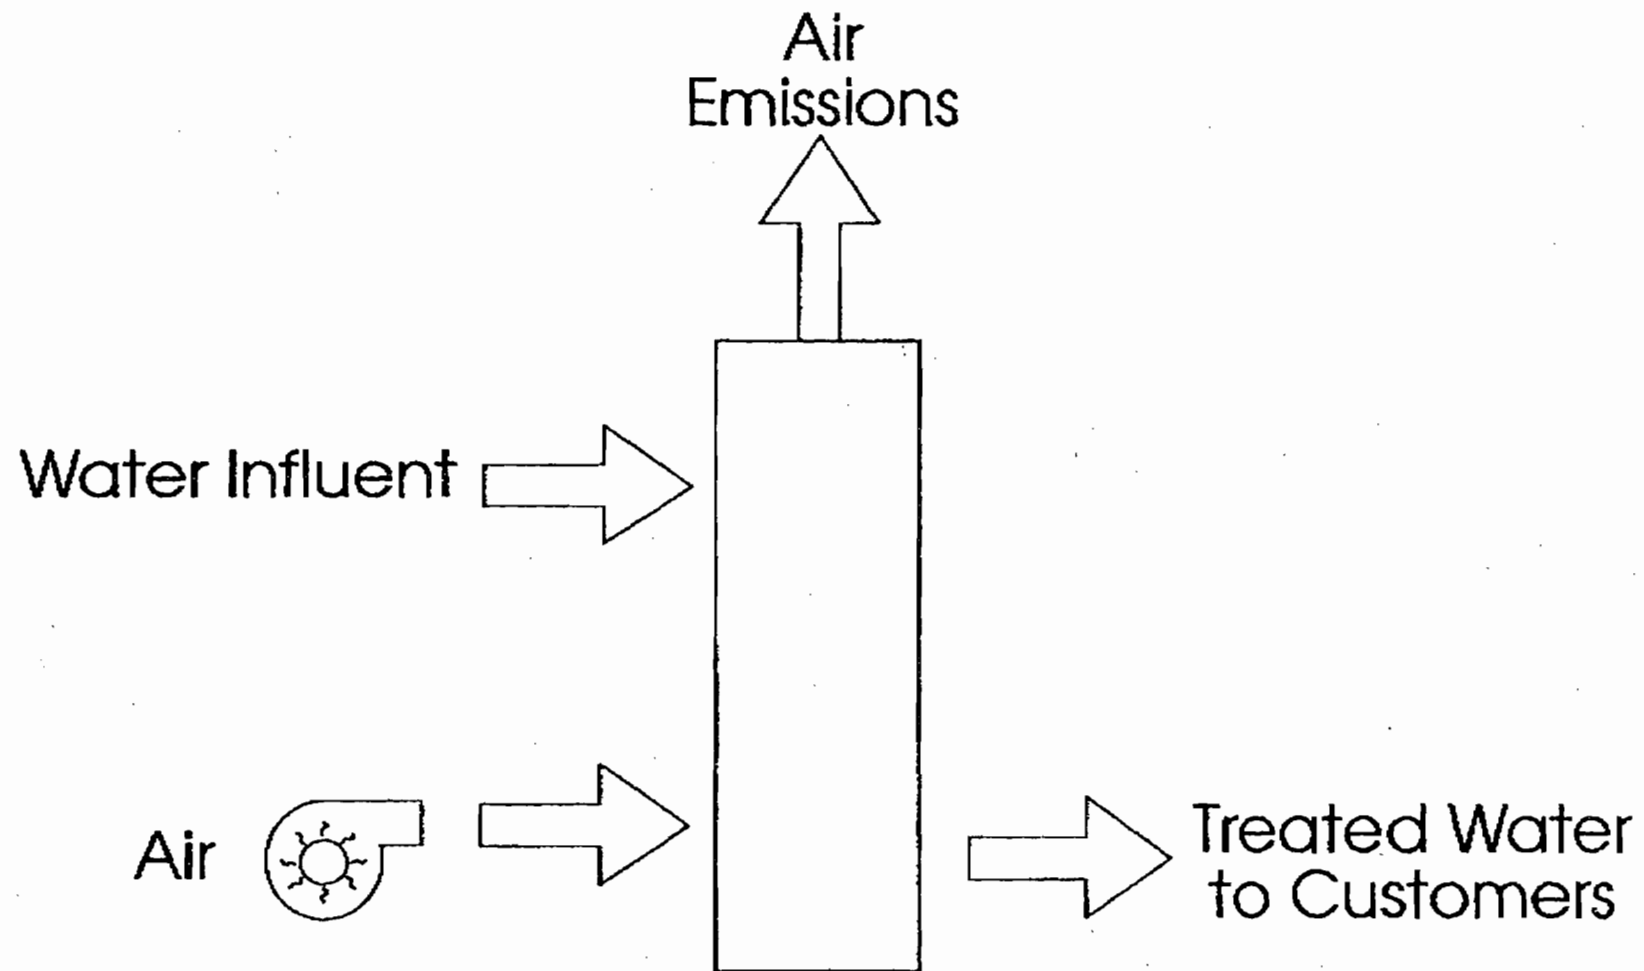 Air
Emissions
Water Influent
Air
Treated Water
to Customers